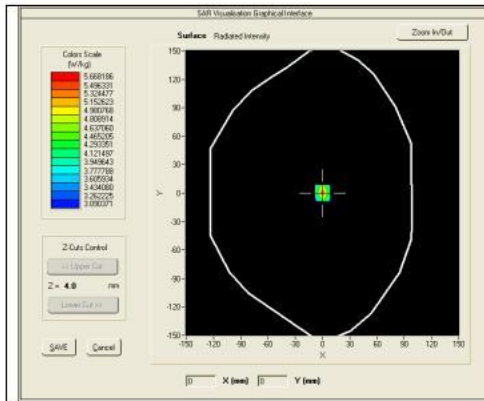 SAR Visualisation Graphical Interface
Surface Radiated Intensity
Zoom In/Out
Colors Scale
(W/kg)
5.668186
5.496331
5.324477
5.152623
4.980768
4.808914
4.637060
4.465205
4.293351
4.121497
3.949643
3.777788
3.605934
3.434080
3.262225
3.090371
Z-Cuts Control
<< Upper Cut
Z = 4.0 mm
Lower Cut >>
SAVE Cancel
150
120
90
60
30
0
-30
-60
-90
-120
-150
Y
-150 -120 -90 -60 -30 0 30 60 90 120 150
X
0 X (mm) 0 Y (mm)